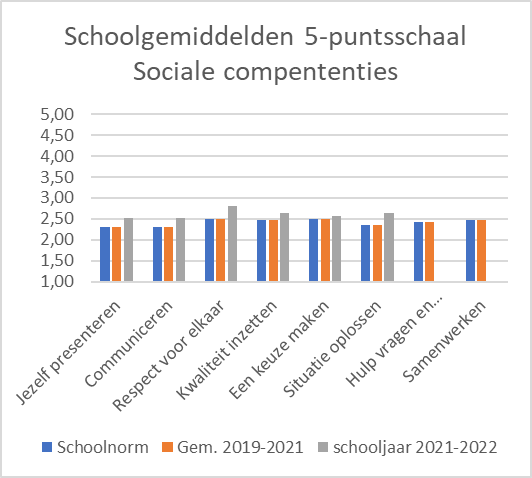 Schoolgemiddelden 5-puntsschaal
Sociale compententies
5,00
4,50
4,00
3,50
3,00
2,50
2,00
1,50
1,00
Jezelf presenteren
Communiceren
Respect voor elkaar
Kwaliteit inzetten
Een keuze maken
Situatie oplossen
Hulp vragen en...
Samenwerken
Schoolnorm
Gem. 2019-2021
schooljaar 2021-2022